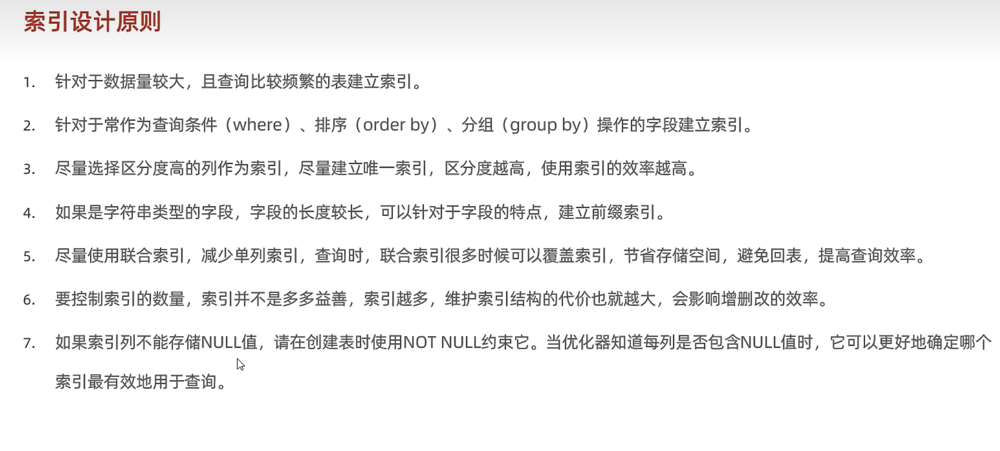 索引设计原则
1. 针对于数据量较大，且查询比较频繁的表建立索引。
2. 针对于常作为查询条件（where）、排序（order by）、分组（group by）操作的字段建立索引。
3. 尽量选择区分度高的列作为索引，尽量建立唯一索引，区分度越高，使用索引的效率越高。
4. 如果是字符串类型的字段，字段的长度较长，可以针对于字段的特点，建立前缀索引。
5. 尽量使用联合索引，减少单列索引，查询时，联合索引很多时候可以覆盖索引，节省存储空间，避免回表，提高查询效率。
6. 要控制索引的数量，索引并不是多多益善，索引越多，维护索引结构的代价也就越大，会影响增删改的效率。
7. 如果索引列不能存储NULL值，请在创建表时使用NOT NULL约束它。当优化器知道每列是否包含NULL值时，它可以更好地确定哪个
索引最有效地用于查询。